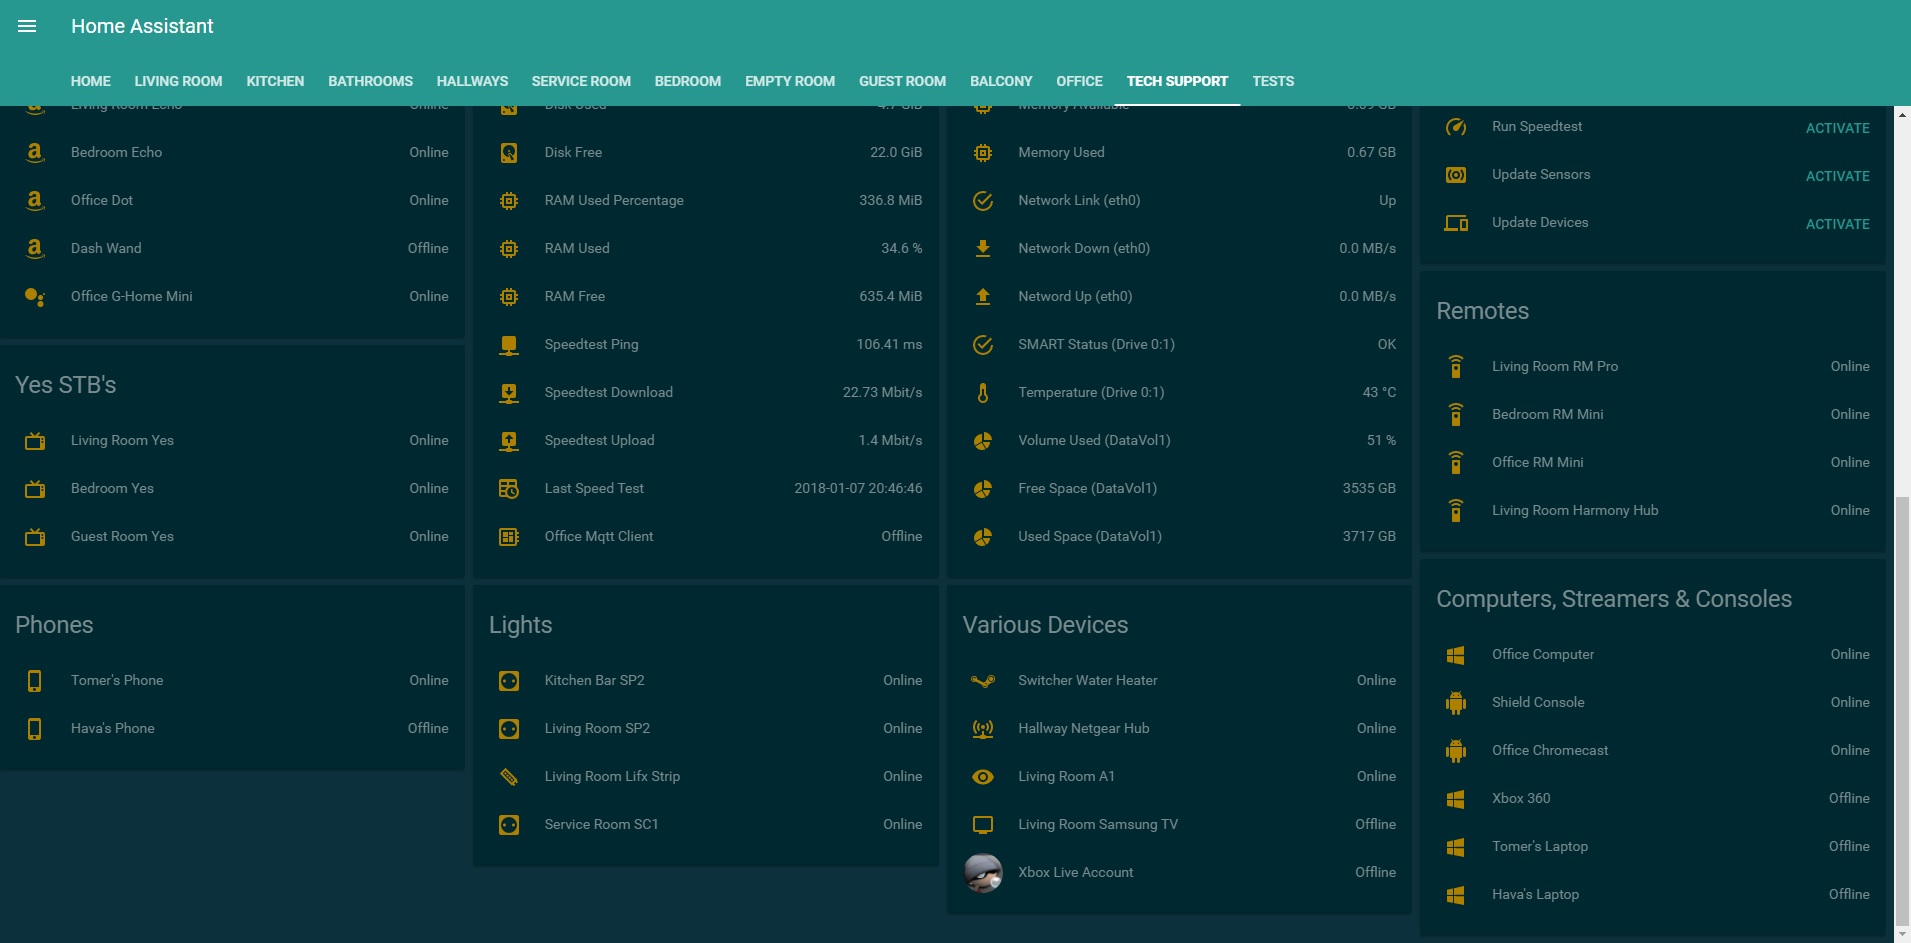 Home Assistant
HOME LIVING ROOM KITCHEN BATHROOMS HALLWAYS SERVICE ROOM BEDROOM EMPTY ROOM GUEST ROOM BALCONY OFFICE TECH SUPPORT TESTS
Living Room Echo Online
Bedroom Echo Online
Office Dot Online
Dash Wand Offline
Office G-Home Mini Online
Yes STB's
Living Room Yes Online
Bedroom Yes Online
Guest Room Yes Online
Phones
Tomer's Phone Online
Hava's Phone Offline
Disk Used 4.7 GiB
Disk Free 22.0 GiB
RAM Used Percentage 336.8 MiB
RAM Used 34.6 %
RAM Free 635.4 MiB
Speedtest Ping 106.41 ms
Speedtest Download 22.73 Mbit/s
Speedtest Upload 1.4 Mbit/s
Last Speed Test 2018-01-07 20:46:46
Office Mqtt Client Offline
Lights
Kitchen Bar SP2 Online
Living Room SP2 Online
Living Room Lifx Strip Online
Service Room SC1 Online
Memory Available GB
Memory Used 0.67 GB
Network Link (eth0) Up
Network Down (eth0) 0.0 MB/s
Netword Up (eth0) 0.0 MB/s
SMART Status (Drive 0:1) OK
Temperature (Drive 0:1) 43 °C
Volume Used (DataVol1) 51 %
Free Space (DataVol1) 3535 GB
Used Space (DataVol1) 3717 GB
Various Devices
Switcher Water Heater Online
Hallway Netgear Hub Online
Living Room A1 Online
Living Room Samsung TV Offline
Xbox Live Account Offline
Run Speedtest ACTIVATE
Update Sensors ACTIVATE
Update Devices ACTIVATE
Remotes
Living Room RM Pro Online
Bedroom RM Mini Online
Office RM Mini Online
Living Room Harmony Hub Online
Computers, Streamers & Consoles
Office Computer Online
Shield Console Online
Office Chromecast Online
Xbox 360 Offline
Tomer's Laptop Offline
Hava's Laptop Offline